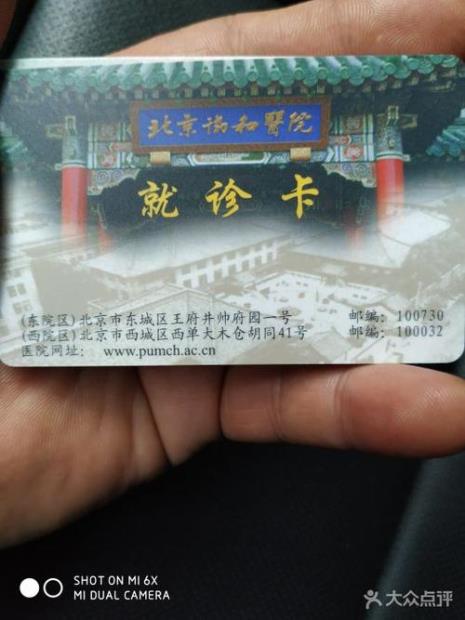 北京协和醫院
就诊卡
(东院区)北京市东城区王府井帅府园一号 邮编: 100730
(西院区)北京市西城区西单大木仓胡同41号 邮编: 100032
医院网址: www.pumch.ac.cn
SHOT ON MI 6X
MI DUAL CAMERA
大众点评